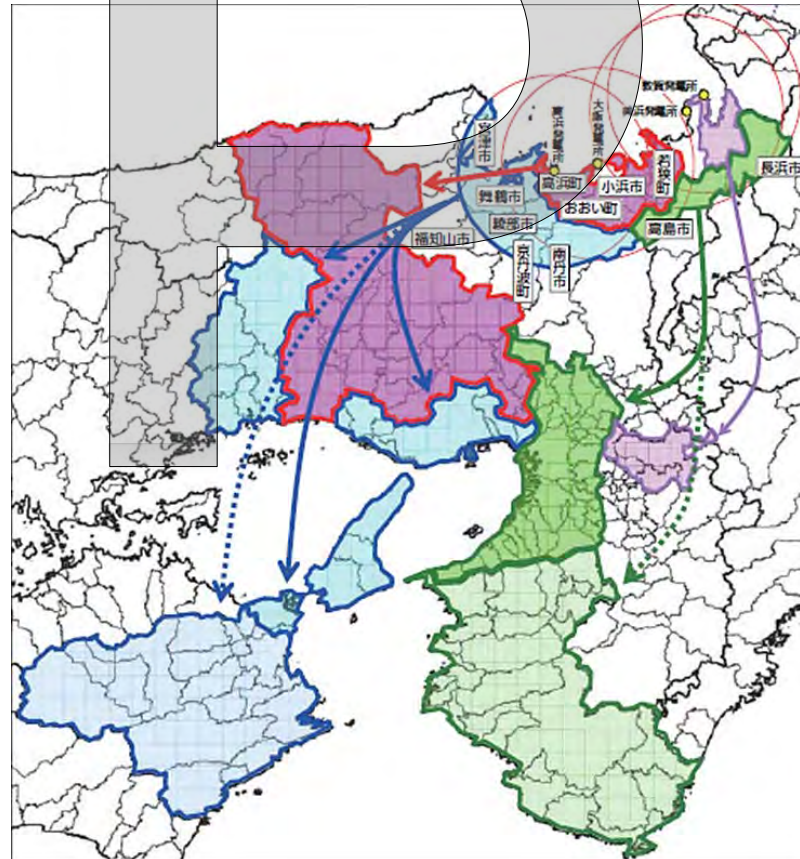 敦賀発電所
美浜発電所
大飯発電所
高浜発電所
宮津市
若狭町
長浜市
高浜町
小浜市
舞鶴市
おおい町
綾部市
高島市
福知山市
京丹波町
南丹市